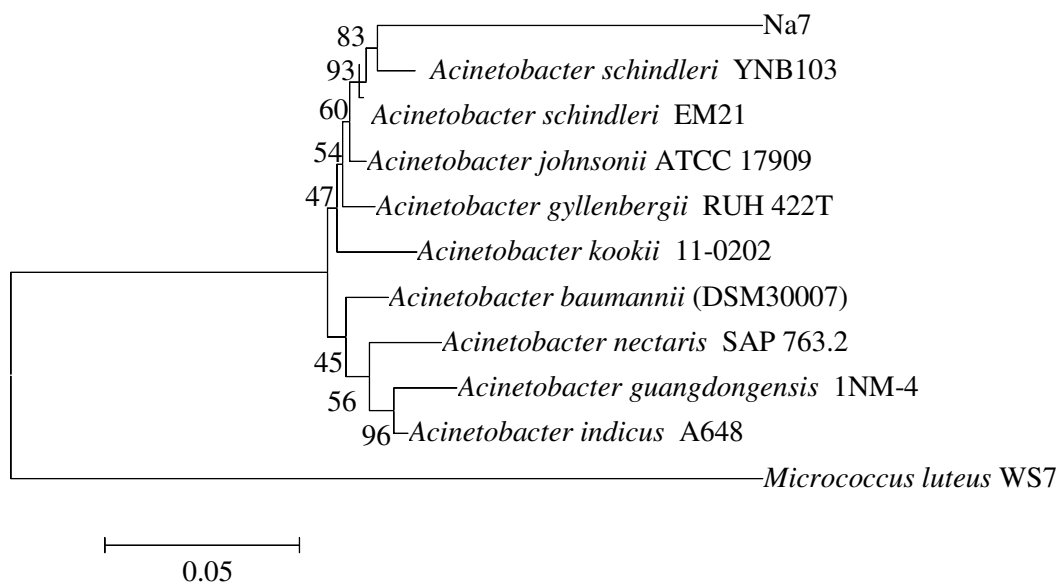 83
Na7
93
Acinetobacter schindleri YNB103
60
Acinetobacter schindleri EM21
54
Acinetobacter johnsonii ATCC 17909
47
Acinetobacter gyllenbergii RUH 422T
Acinetobacter kookii 11-0202
Acinetobacter baumannii (DSM30007)
45
Acinetobacter nectaris SAP 763.2
56
Acinetobacter guangdongensis 1NM-4
96
Acinetobacter indicus A648
Micrococcus luteus WS7
0.05